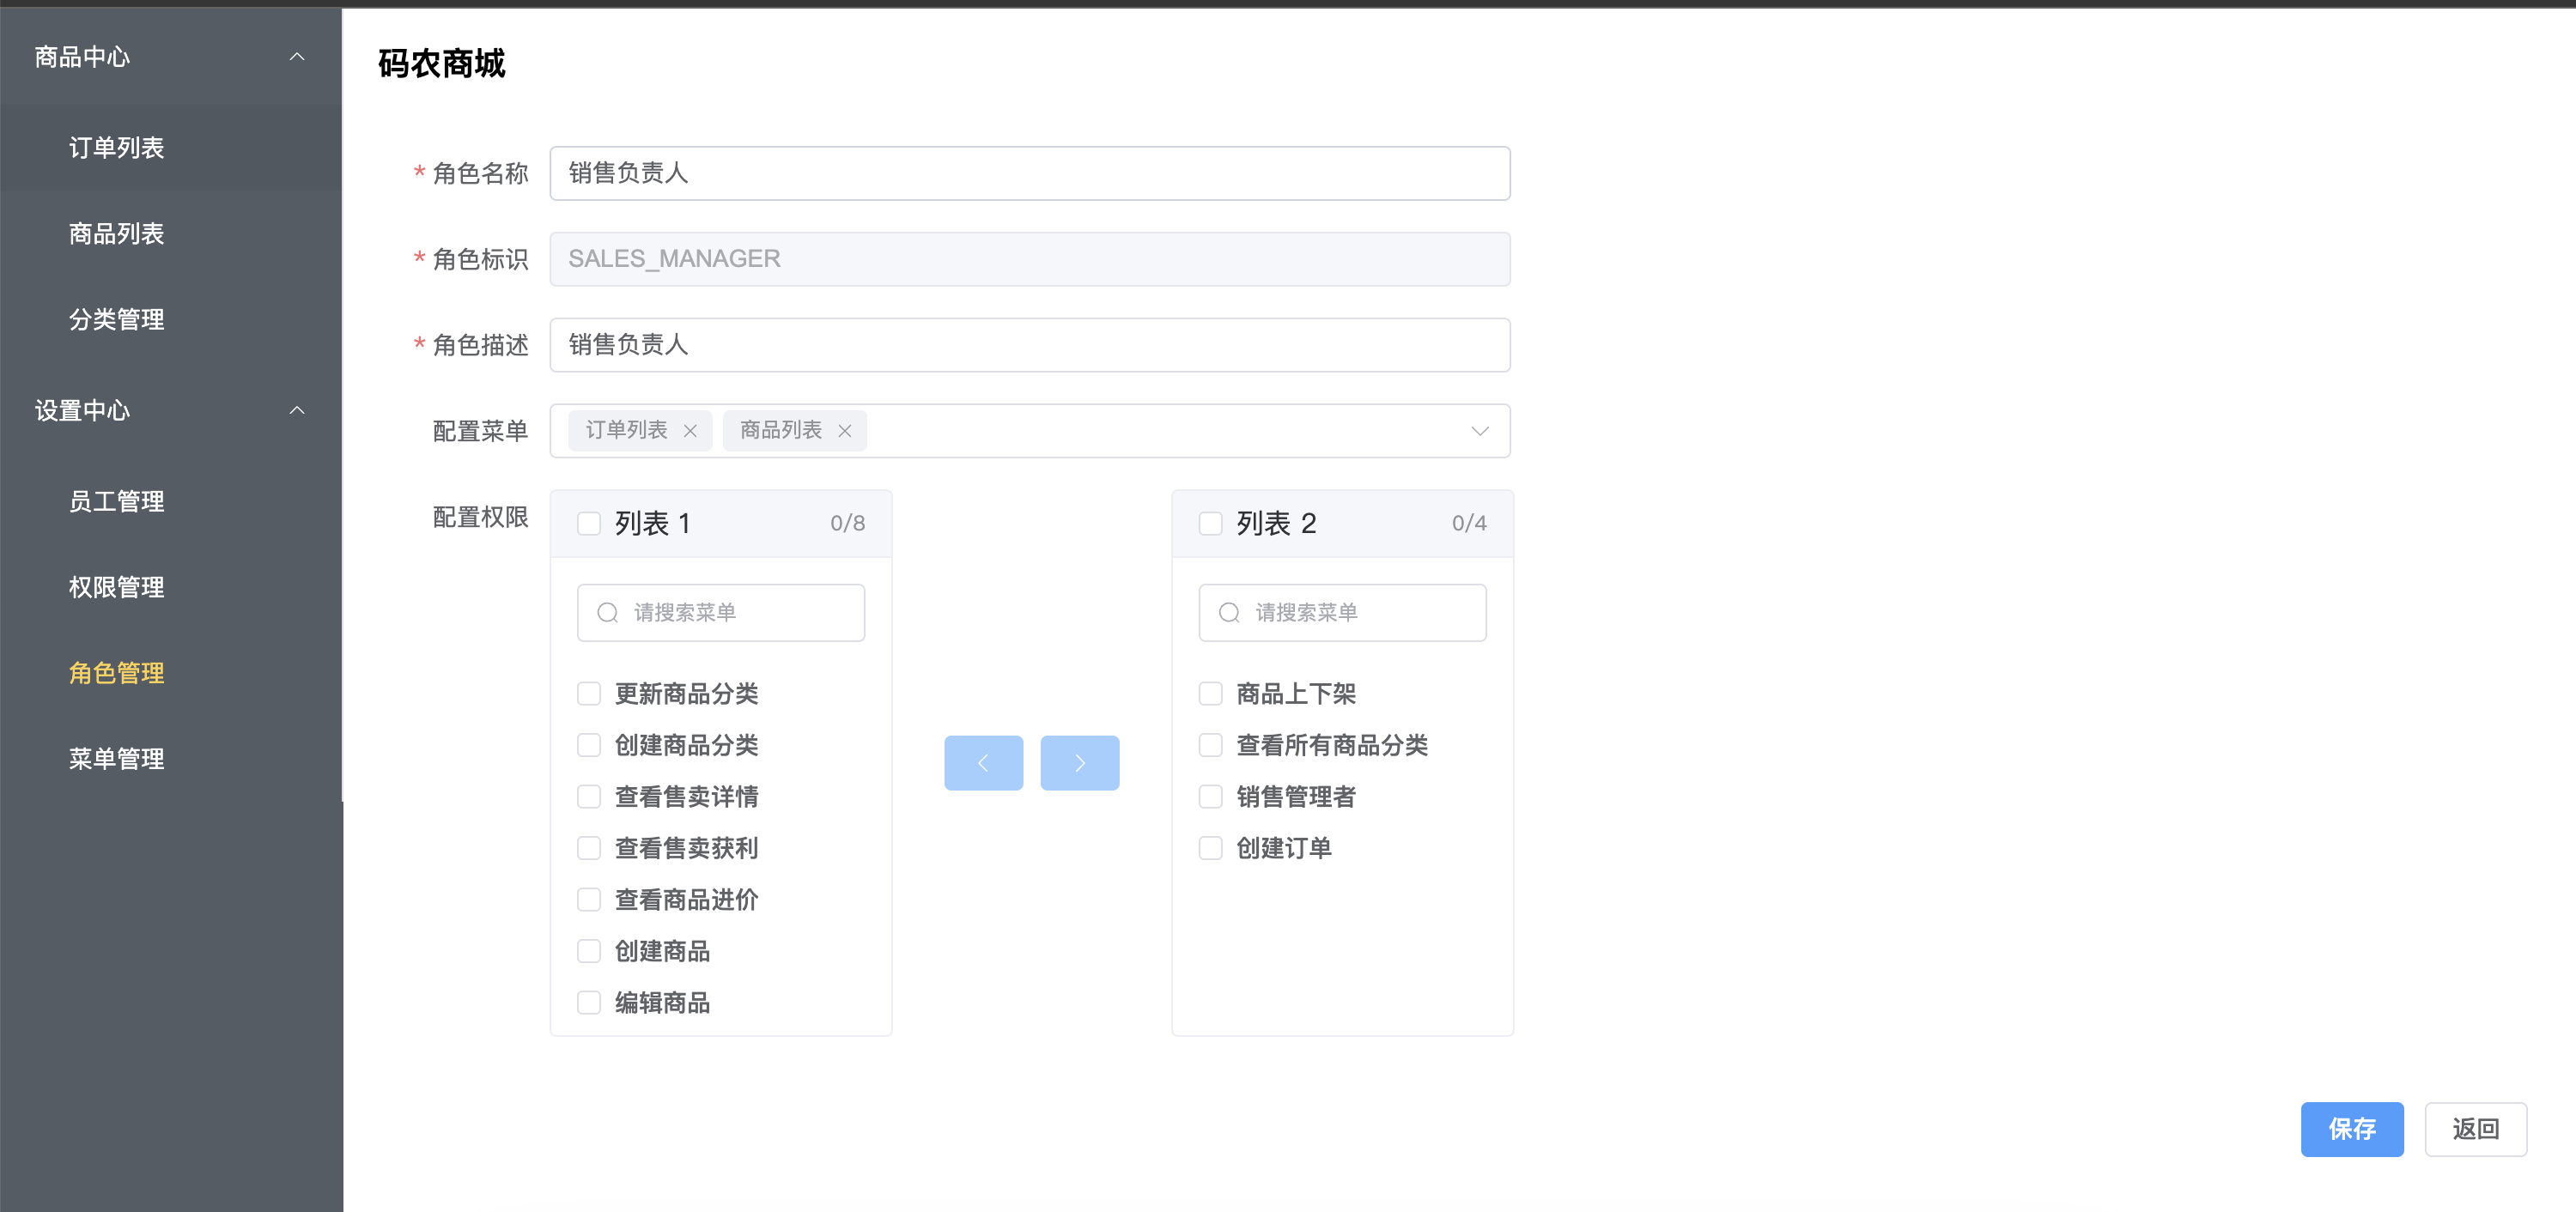 商品中心
订单列表
商品列表
分类管理
设置中心
员工管理
权限管理
角色管理
菜单管理
码农商城
* 角色名称 销售负责人
* 角色标识 SALES_MANAGER
* 角色描述 销售负责人
配置菜单 订单列表 商品列表
配置权限
列表 1 0/8
请搜索菜单
更新商品分类
创建商品分类
查看售卖详情
查看售卖获利
查看商品进价
创建商品
编辑商品
列表 2 0/4
请搜索菜单
商品上下架
查看所有商品分类
销售管理者
创建订单
保存 返回